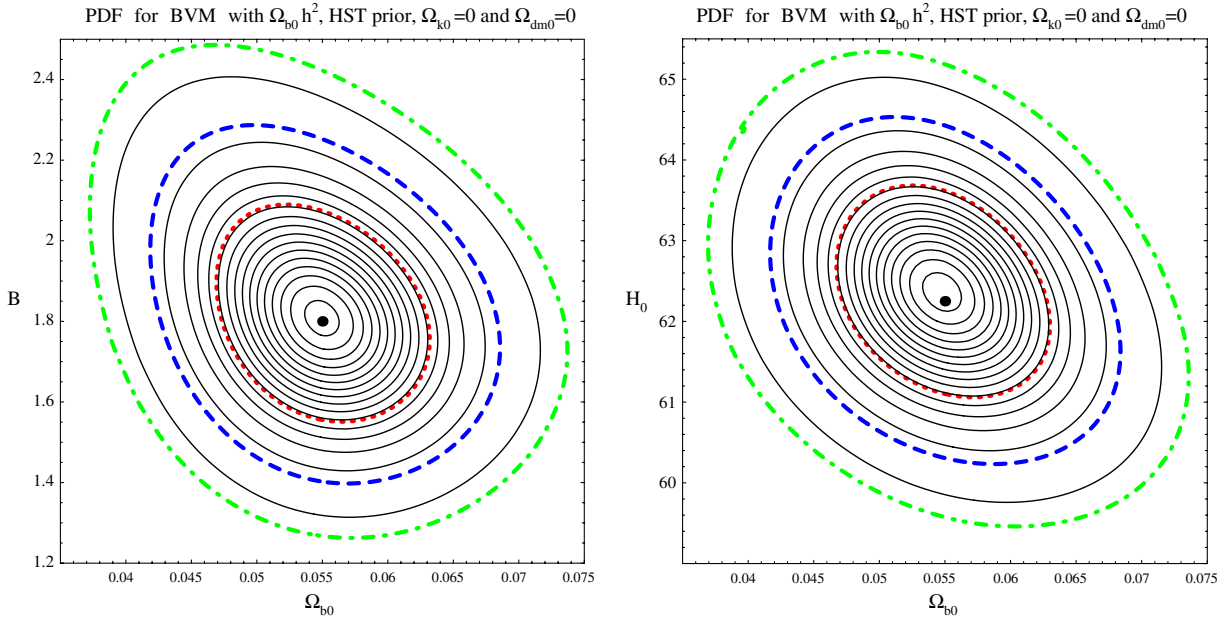 PDF for BVM with Ω_b0 h², HST prior, Ω_k0=0 and Ω_dm0=0
2.4
2.2
2
B
1.8
1.6
1.4
1.2
0.04 0.045 0.05 0.055 0.06 0.065 0.07 0.075
Ω_b0
PDF for BVM with Ω_b0 h², HST prior, Ω_k0=0 and Ω_dm0=0
65
64
63
H_0
62
61
60
0.04 0.045 0.05 0.055 0.06 0.065 0.07 0.075
Ω_b0